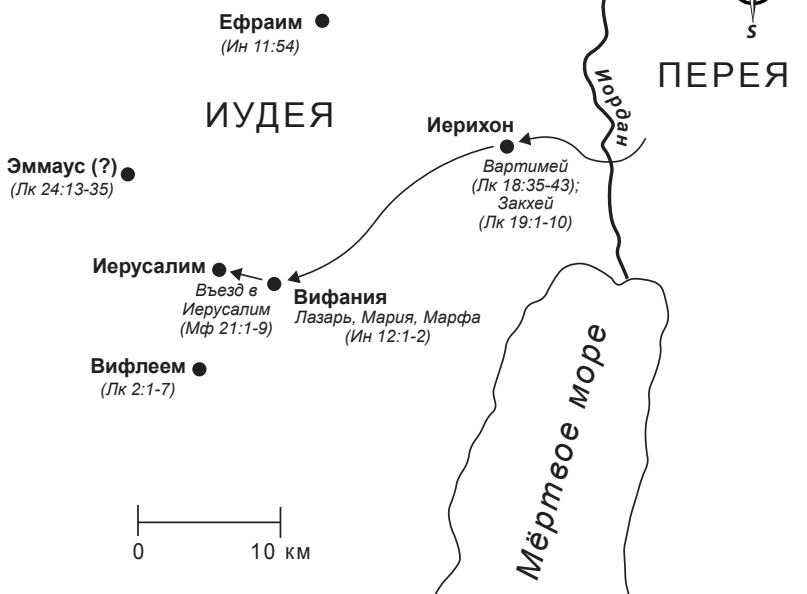 Ефраим
(Ин 11:54)
S
ПЕРЕЯ
Иордан
ИУДЕЯ
Иерихон
Вартимей
(Лк 18:35-43);
Закхей
(Лк 19:1-10)
Эммаус (?)
(Лк 24:13-35)
Иерусалим
Въезд в
Иерусалим
(Мф 21:1-9)
Вифания
Лазарь, Мария, Марфа
(Ин 12:1-2)
Вифлеем
(Лк 2:1-7)
Мёртвое море
0 10 км